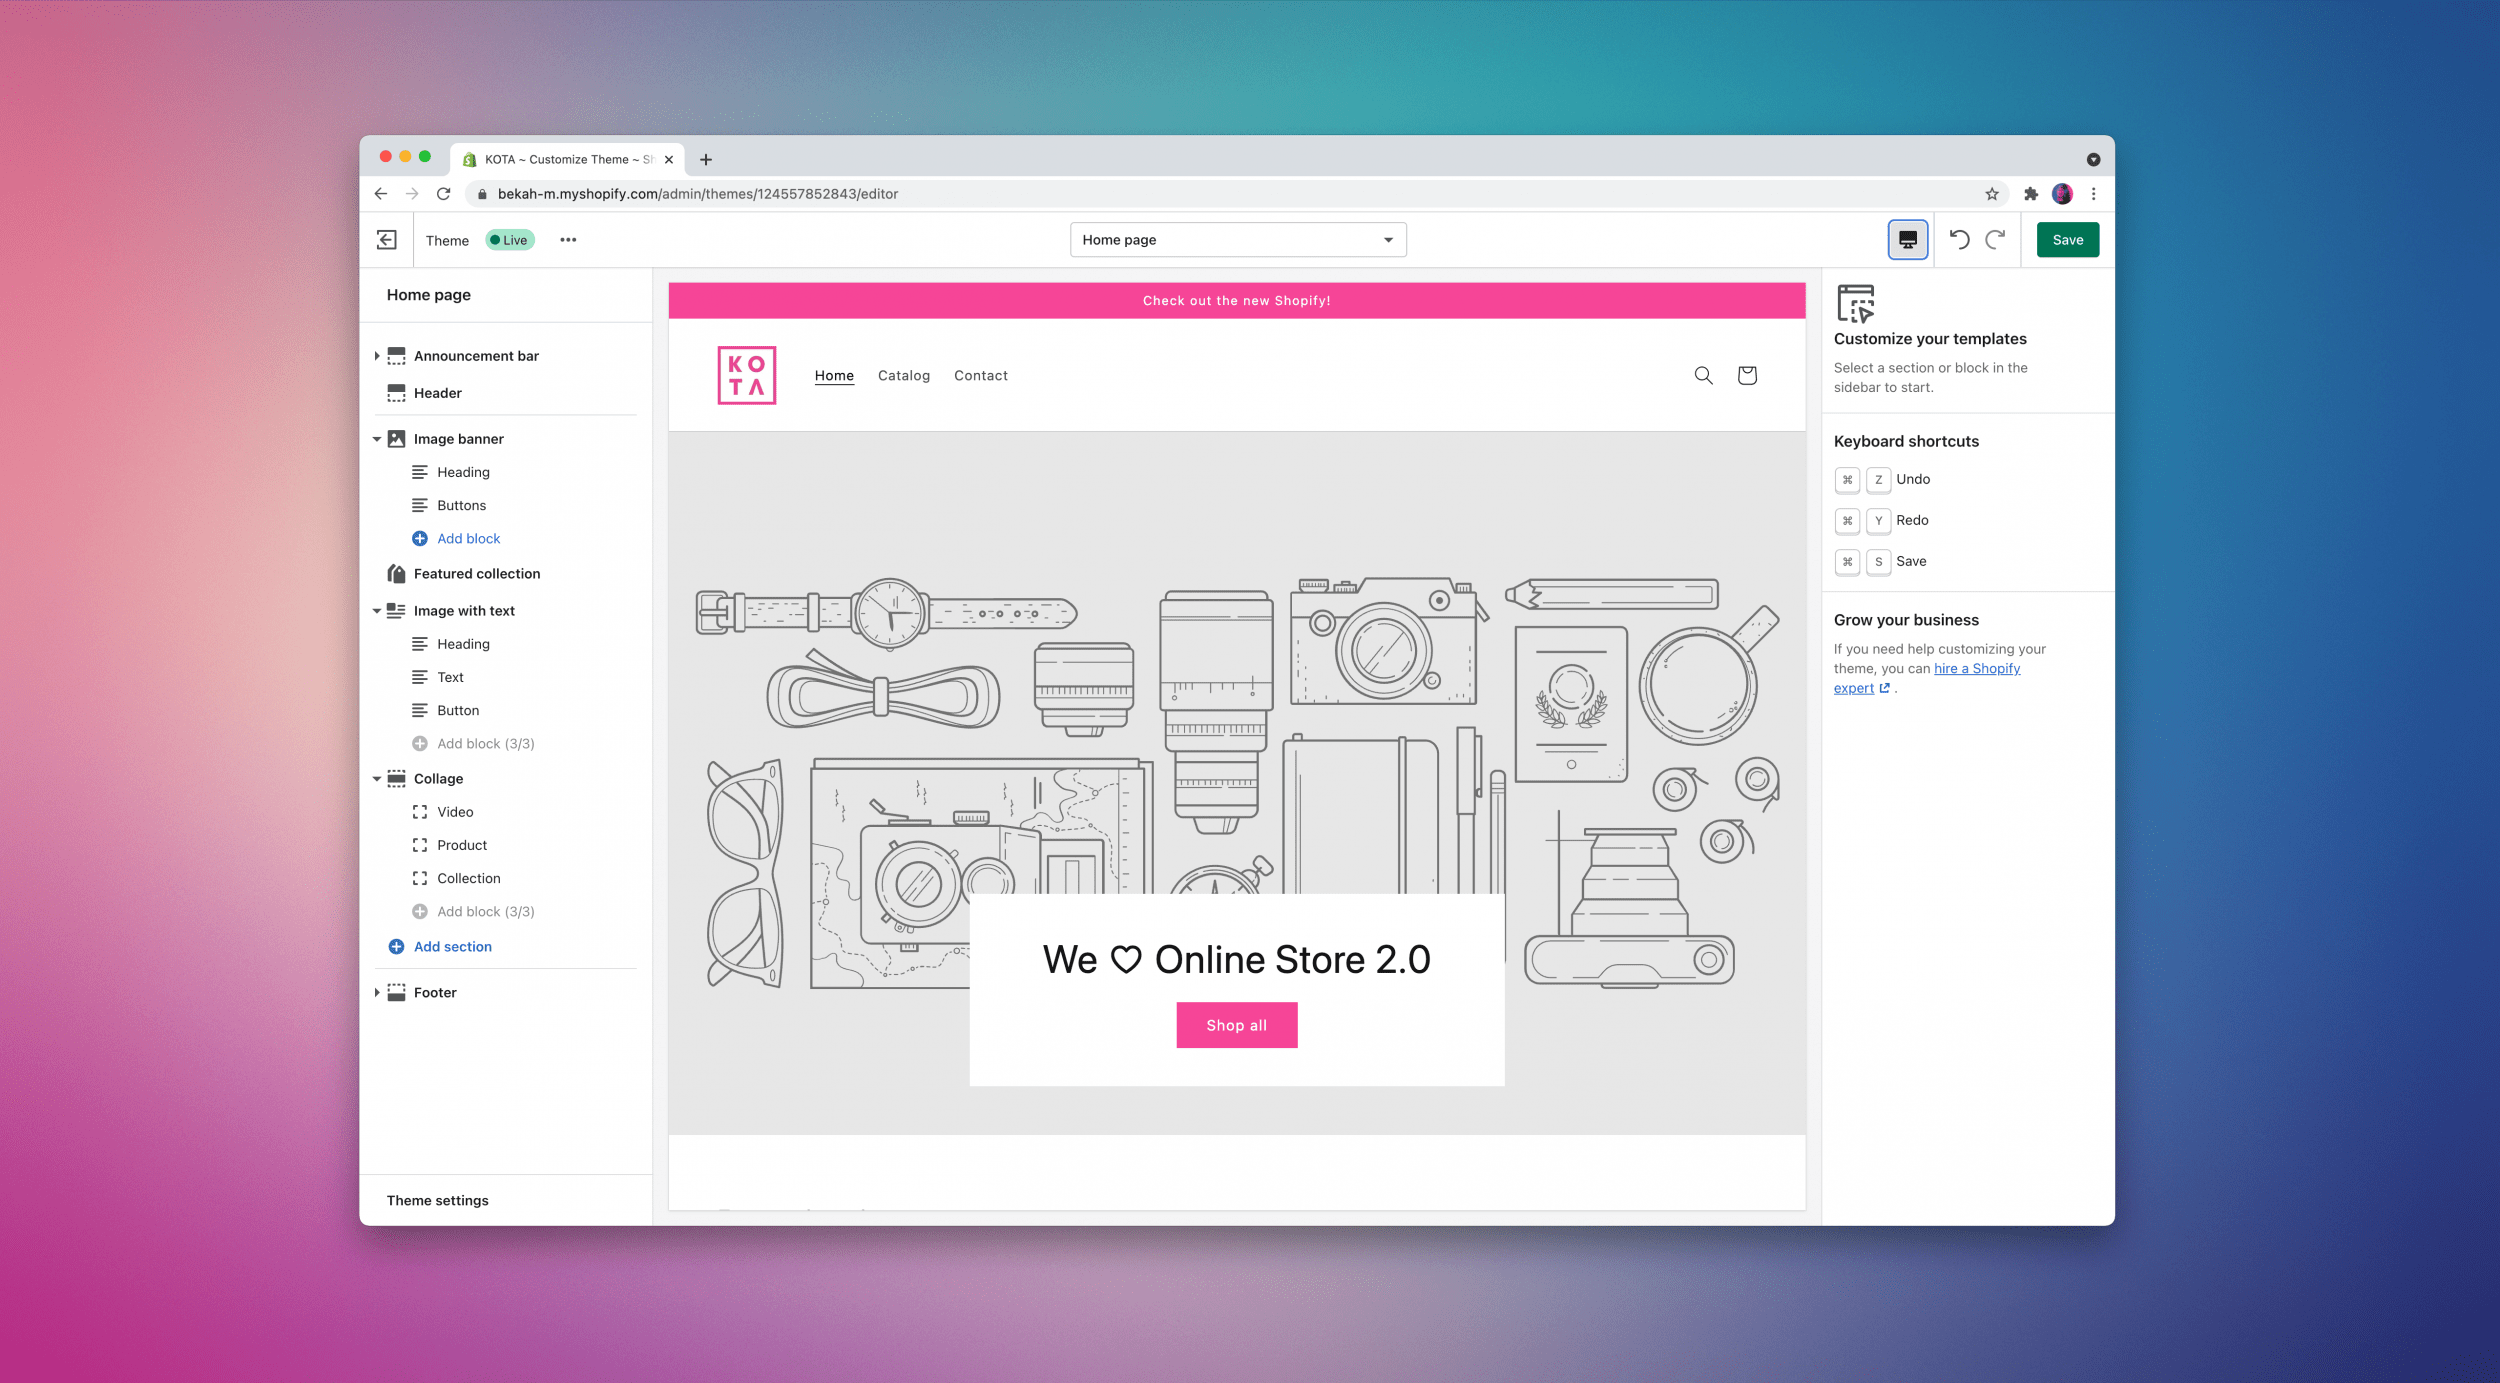 KOTA ~ Customize Theme ~ Sh
bekah-m.myshopify.com/admin/themes/124557852843/editor
Theme
Live
Home page
Save
Home page
Announcement bar
Header
Image banner
Heading
Buttons
Add block
Featured collection
Image with text
Heading
Text
Button
Add block (3/3)
Collage
Video
Product
Collection
Add block (3/3)
Add section
Footer
Theme settings
Check out the new Shopify!
KO
TA
Home
Catalog
Contact
We ♡ Online Store 2.0
Shop all
Customize your templates
Select a section or block in the
sidebar to start.
Keyboard shortcuts
⌘ Z Undo
⌘ Y Redo
⌘ S Save
Grow your business
If you need help customizing your
theme, you can hire a Shopify
expert .